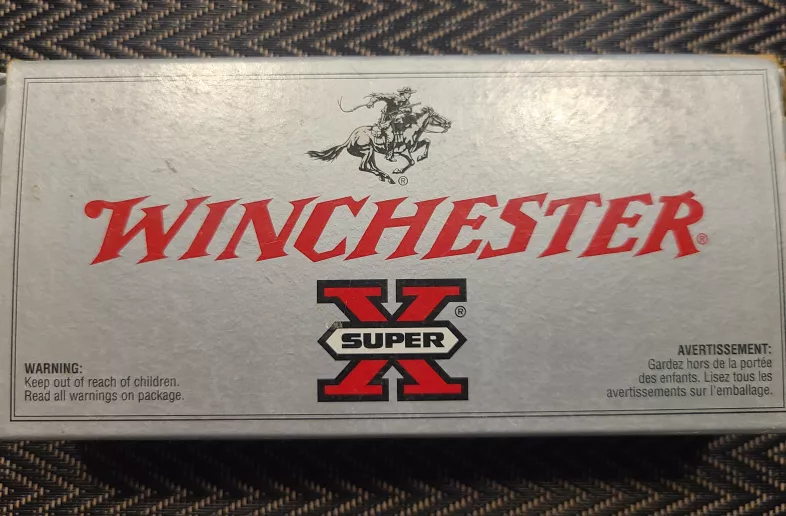 ®
WINCHESTER®
X®
SUPER
WARNING:
Keep out of reach of children.
Read all warnings on package.
AVERTISSEMENT:
Gardez hors de la portée
des enfants. Lisez tous les
avertissements sur l'emballage.